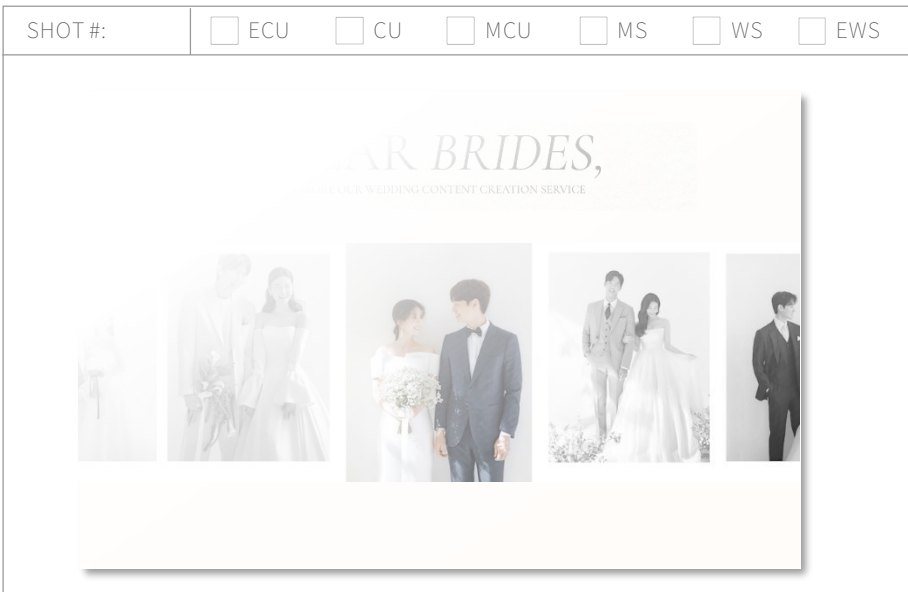 SHOT #: ECU CU MCU MS WS EWS
AR BRIDES,
OUR WEDDING CONTENT CREATION SERVICE